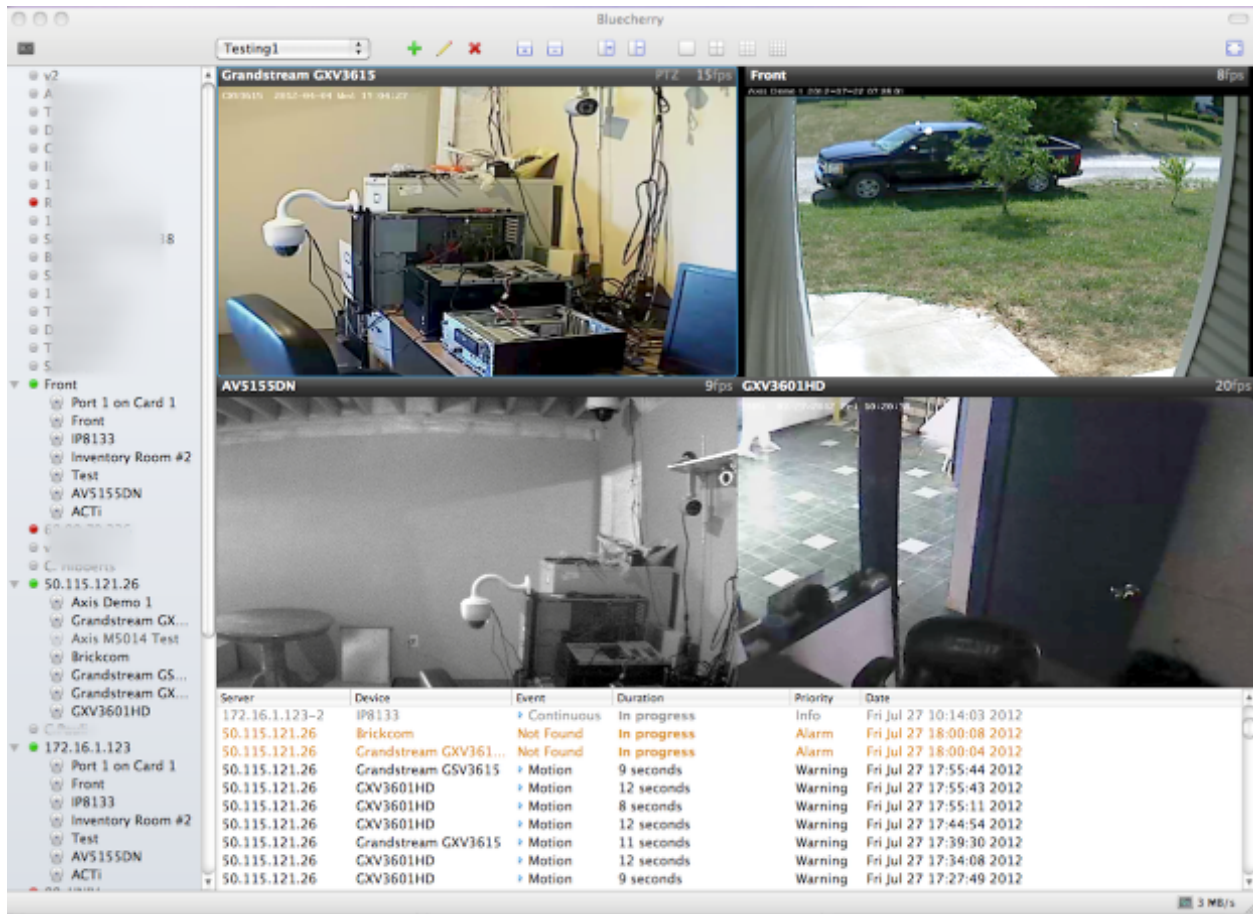 Bluecherry
Testing1
v2
A
T
D
C
1
R
1
S 38
B
S
1
T
D
T
S
Front
Port 1 on Card 1
Front
IP8133
Inventory Room #2
Test
AV5155DN
ACTi
v
C. Hibberts
50.115.121.26
Axis Demo 1
Grandstream GX...
Axis M5014 Test
Brickcom
Grandstream GS...
Grandstream GX...
GXV3601HD
172.16.1.123
Port 1 on Card 1
Front
IP8133
Inventory Room #2
Test
AV5155DN
ACTi
Grandstream GXV3615 PTZ 15fps
Front 8fps
Axis Demo 1
AV5155DN 9fps
GXV3601HD 20fps
Server Device Event Duration Priority Date
172.16.1.123-2 IP8133 Continuous In progress Info Fri Jul 27 10:14:03 2012
50.115.121.26 Brickcom Not Found In progress Alarm Fri Jul 27 18:00:08 2012
50.115.121.26 Grandstream GXV361... Not Found In progress Alarm Fri Jul 27 18:00:04 2012
50.115.121.26 Grandstream GSV3615 Motion 9 seconds Warning Fri Jul 27 17:55:44 2012
50.115.121.26 GXV3601HD Motion 12 seconds Warning Fri Jul 27 17:55:43 2012
50.115.121.26 GXV3601HD Motion 8 seconds Warning Fri Jul 27 17:55:11 2012
50.115.121.26 GXV3601HD Motion 12 seconds Warning Fri Jul 27 17:44:54 2012
50.115.121.26 Grandstream GXV3615 Motion 11 seconds Warning Fri Jul 27 17:39:30 2012
50.115.121.26 GXV3601HD Motion 12 seconds Warning Fri Jul 27 17:34:08 2012
50.115.121.26 GXV3601HD Motion 9 seconds Warning Fri Jul 27 17:27:49 2012
3 MB/s